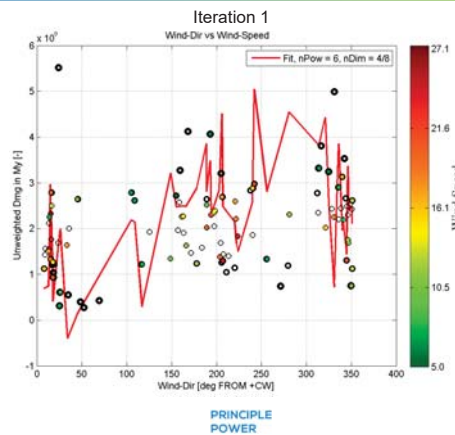 Iteration 1
Wind-Dir vs Wind-Speed
x 10⁹
Fit, nPow = 6, nDim = 4/8
Unweighted Dmg in My [-]
6
5
4
3
2
1
0
-1
0 50 100 150 200 250 300 350 400
Wind-Dir [deg FROM +CW]
27.1
21.6
16.1
10.5
5.0
PRINCIPLE
POWER